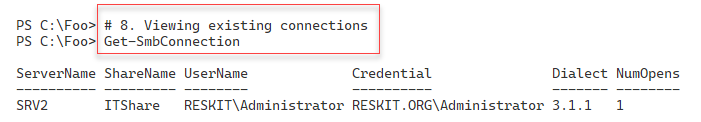 PS C:\Foo> # 8. Viewing existing connections
PS C:\Foo> Get-SmbConnection
ServerName ShareName UserName Credential Dialect NumOpens
---------- --------- -------- ---------- ------- --------
SRV2 ITShare RESKIT\Administrator RESKIT.ORG\Administrator 3.1.1 1